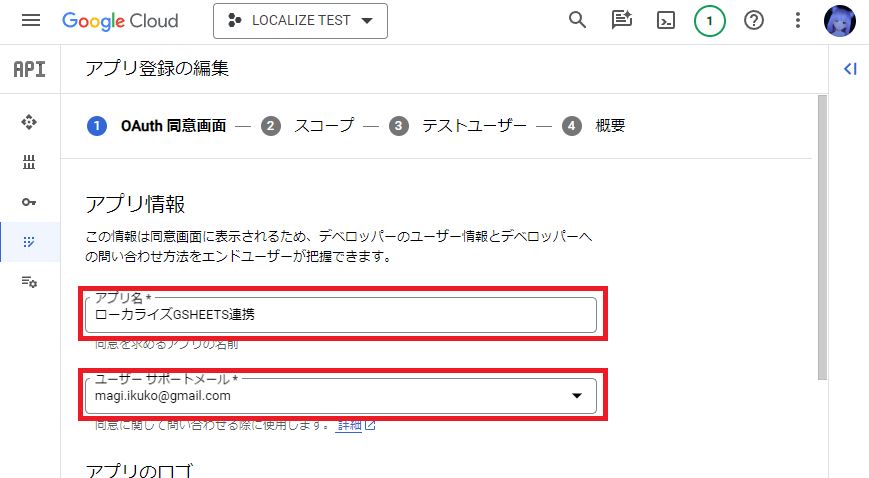 Google Cloud
LOCALIZE TEST
1
API
アプリ登録の編集
1 OAuth 同意画面 — 2 スコープ — 3 テストユーザー — 4 概要
アプリ情報
この情報は同意画面に表示されるため、デベロッパーのユーザー情報とデベロッパーへ
の問い合わせ方法をエンドユーザーが把握できます。
アプリ名 *
ローカライズGSHEETS連携
同意を求めるアプリの名前
ユーザー サポートメール *
magi.ikuko@gmail.com
同意に関して問い合わせる際に使用します。 詳細
アプリのロゴ